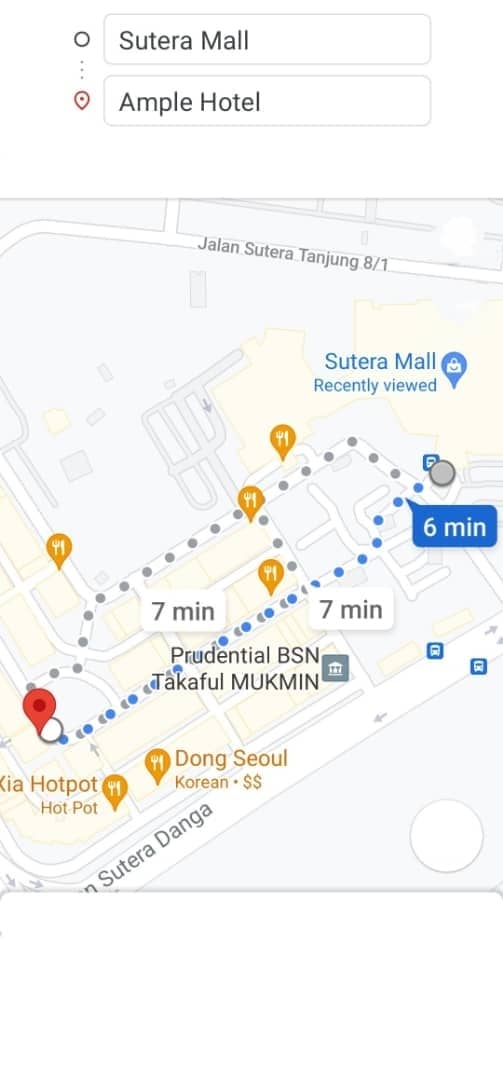 Sutera Mall
Ample Hotel
Jalan Sutera Tanjung 8/1
Sutera Mall
Recently viewed
6 min
7 min
7 min
Prudential BSN
Takaful MUKMIN
Dong Seoul
Korean • $$
Xia Hotpot
Hot Pot
n Sutera Danga